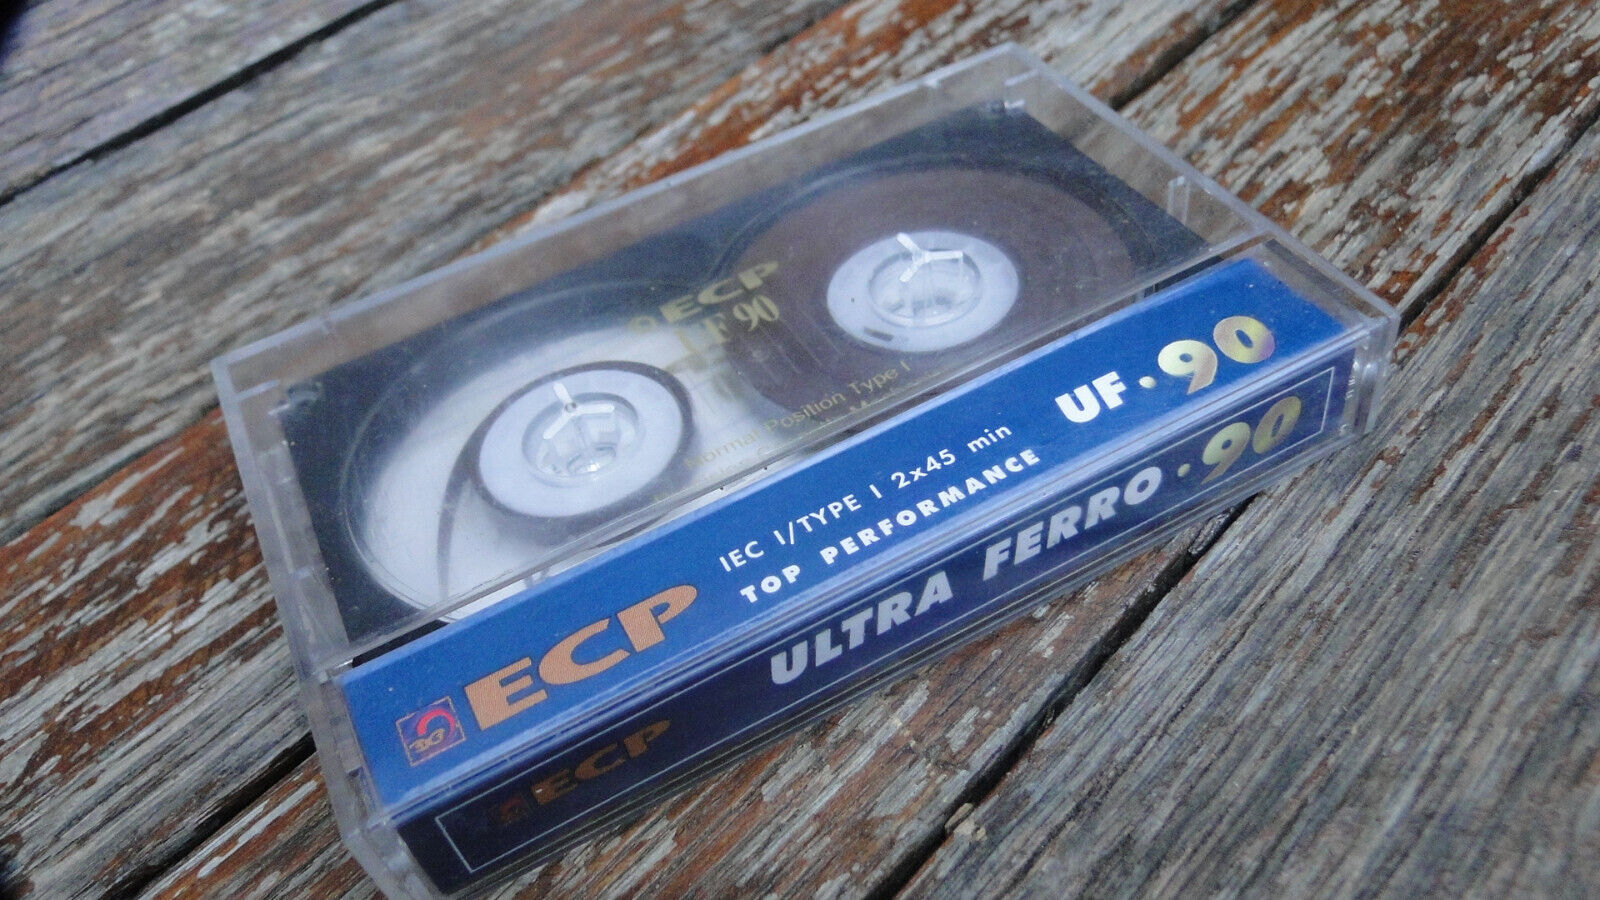 ECP
UF 90
Normal Position Type I
ECP
IEC I/TYPE I 2x45 min
TOP PERFORMANCE
UF·90
ECP
ULTRA FERRO·90